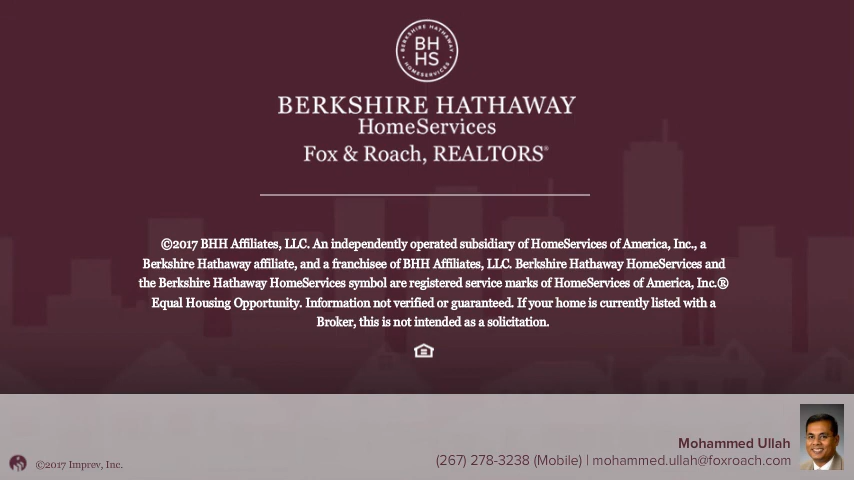 BERKSHIRE HATHAWAY
HOMESERVICES
BH
HS
BERKSHIRE HATHAWAY
HomeServices
Fox & Roach, REALTORS®
©2017 BHH Affiliates, LLC. An independently operated subsidiary of HomeServices of America, Inc., a
Berkshire Hathaway affiliate, and a franchisee of BHH Affiliates, LLC. Berkshire Hathaway HomeServices and
the Berkshire Hathaway HomeServices symbol are registered service marks of HomeServices of America, Inc.®
Equal Housing Opportunity. Information not verified or guaranteed. If your home is currently listed with a
Broker, this is not intended as a solicitation.
Mohammed Ullah
(267) 278-3238 (Mobile) | mohammed.ullah@foxroach.com
©2017 Imprev, Inc.